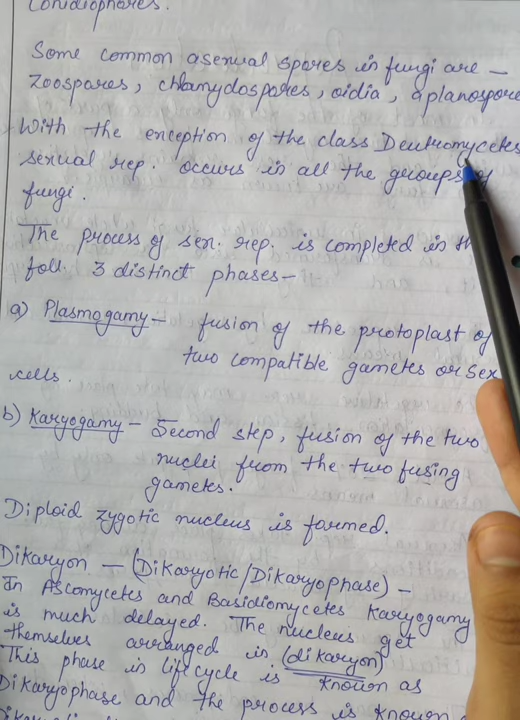 Conidiophores.
Some common asexual spores in fungi are -
Zoospores, chlamydospores, oidia, aplanospore
With the exception of the class Deutromycetes
sexual rep. occurs in all the groups of
fungi.
The process of sex. rep. is completed in th
foll. 3 distinct phases-
a) Plasmogamy - fusion of the protoplast of
two compatible gametes or sex
cells.
b) Karyogamy - Second step, fusion of the two
nuclei from the two fusing
gametes.
Diploid zygotic nucleus is formed.
Dikaryon - (Dikaryotic/Dikaryophase) -
In Ascomycetes and Basidiomycetes Karyogamy
is much delayed. The nucleus get
themselves arranged in (dikaryon)
This phase in lifecycle is known as
Dikaryophase and the process is known a